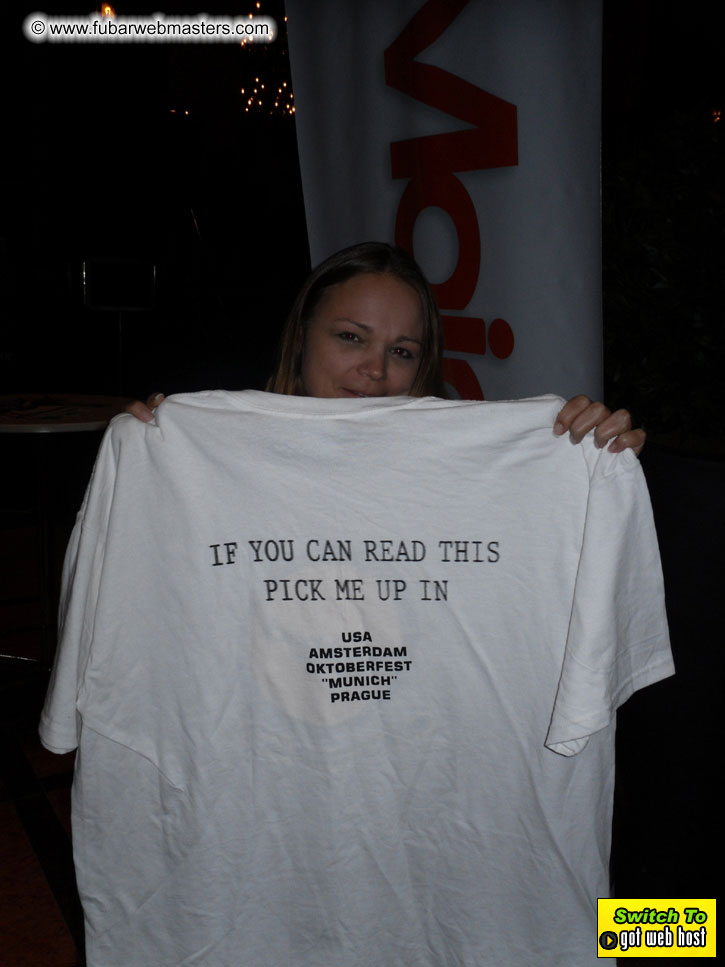 © www.fubarwebmasters.com
IF YOU CAN READ THIS
PICK ME UP IN
USA
AMSTERDAM
OKTOBERFEST
"MUNICH"
PRAGUE
Switch To
got web host